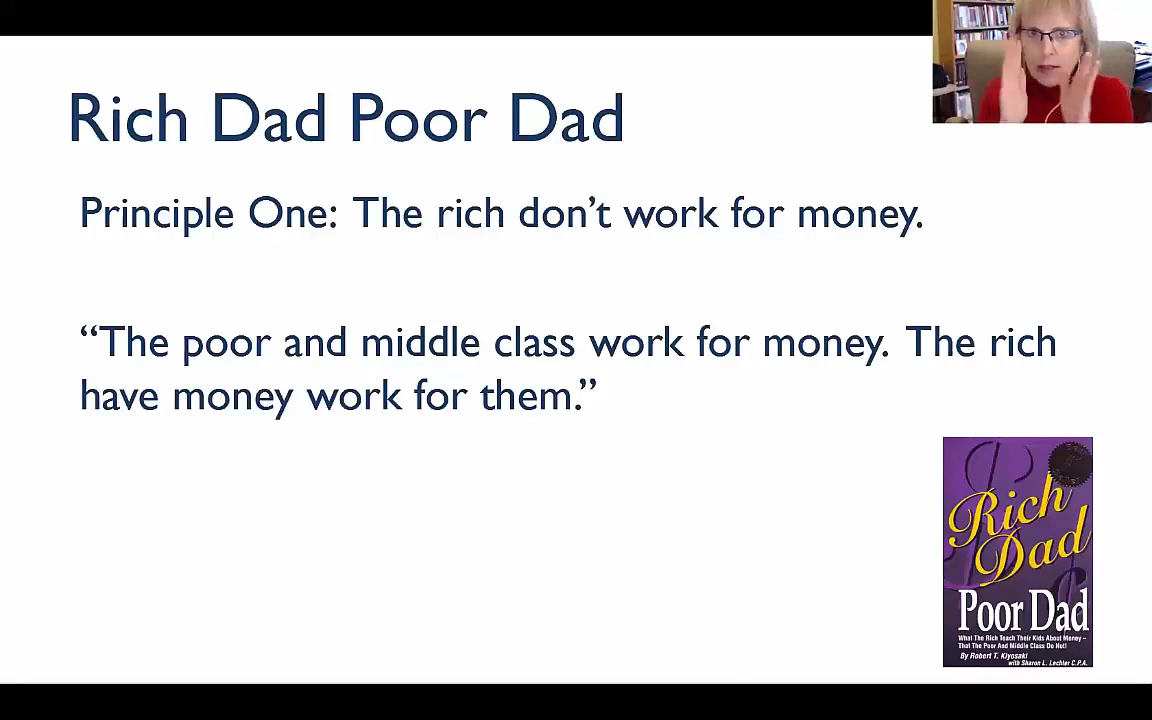 Rich Dad Poor Dad
Principle One: The rich don’t work for money.
“The poor and middle class work for money. The rich
have money work for them.”
Rich
Dad
Poor Dad
What The Rich Teach Their Kids About Money –
That The Poor And Middle Class Do Not!
By Robert T. Kiyosaki
with Sharon L. Lechter C.P.A.